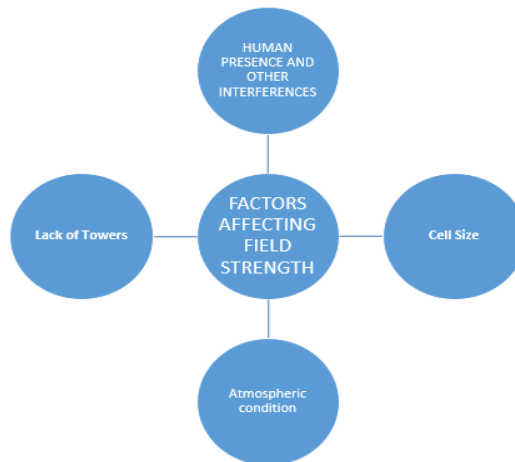 HUMAN
PRESENCE AND
OTHER
INTERFERENCES
Lack of Towers
FACTORS
AFFECTING
FIELD
STRENGTH
Cell Size
Atmospheric
condition